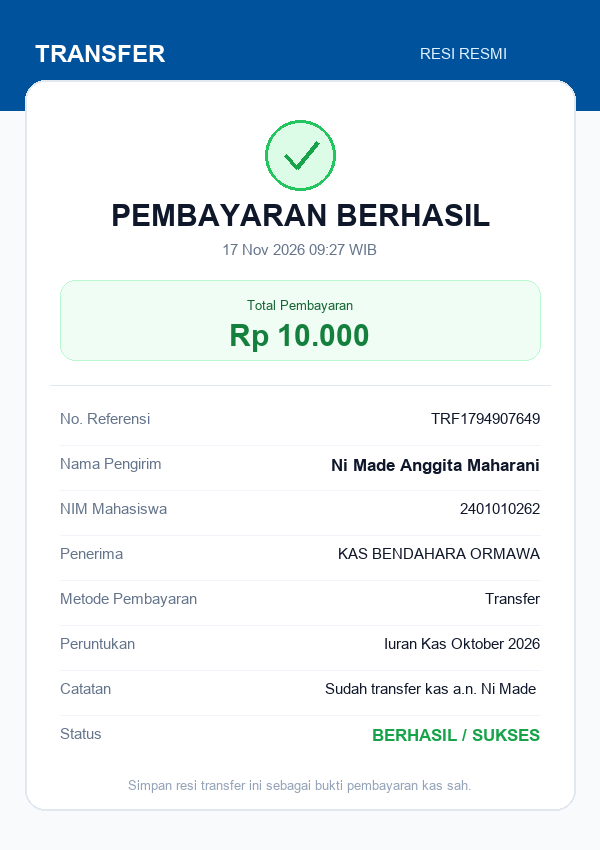 TRANSFER
RESI RESMI
PEMBAYARAN BERHASIL
17 Nov 2026 09:27 WIB
Total Pembayaran
Rp 10.000
No. Referensi TRF1794907649
Nama Pengirim Ni Made Anggita Maharani
NIM Mahasiswa 2401010262
Penerima KAS BENDAHARA ORMAWA
Metode Pembayaran Transfer
Peruntukan Iuran Kas Oktober 2026
Catatan Sudah transfer kas a.n. Ni Made
Status BERHASIL / SUKSES
Simpan resi transfer ini sebagai bukti pembayaran kas sah.